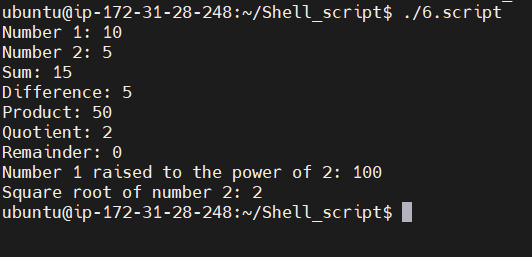 ubuntu@ip-172-31-28-248:~/Shell_script$ ./6.script
Number 1: 10
Number 2: 5
Sum: 15
Difference: 5
Product: 50
Quotient: 2
Remainder: 0
Number 1 raised to the power of 2: 100
Square root of number 2: 2
ubuntu@ip-172-31-28-248:~/Shell_script$